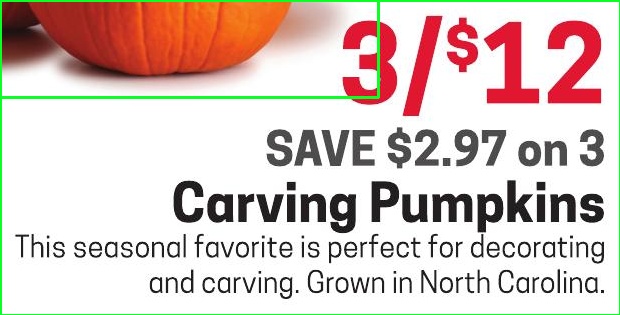 3/$12
SAVE $2.97 on 3
Carving Pumpkins
This seasonal favorite is perfect for decorating
and carving. Grown in North Carolina.